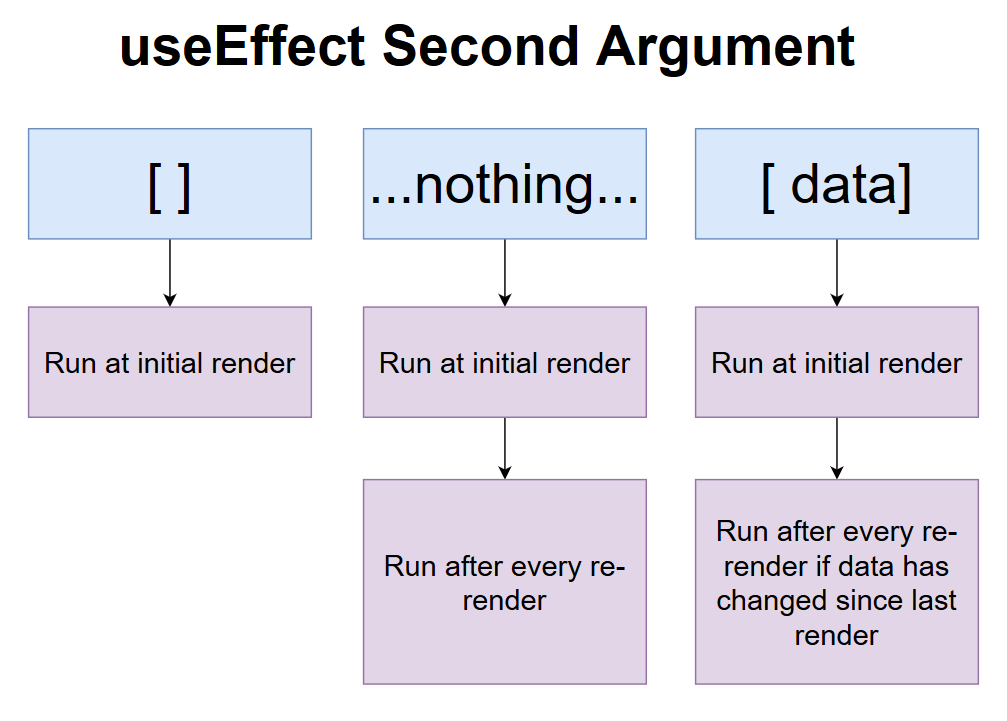 useEffect Second Argument
[ ]
...nothing...
[ data]
Run at initial render
Run at initial render
Run at initial render
Run after every re-
render
Run after every re-
render if data has
changed since last
render